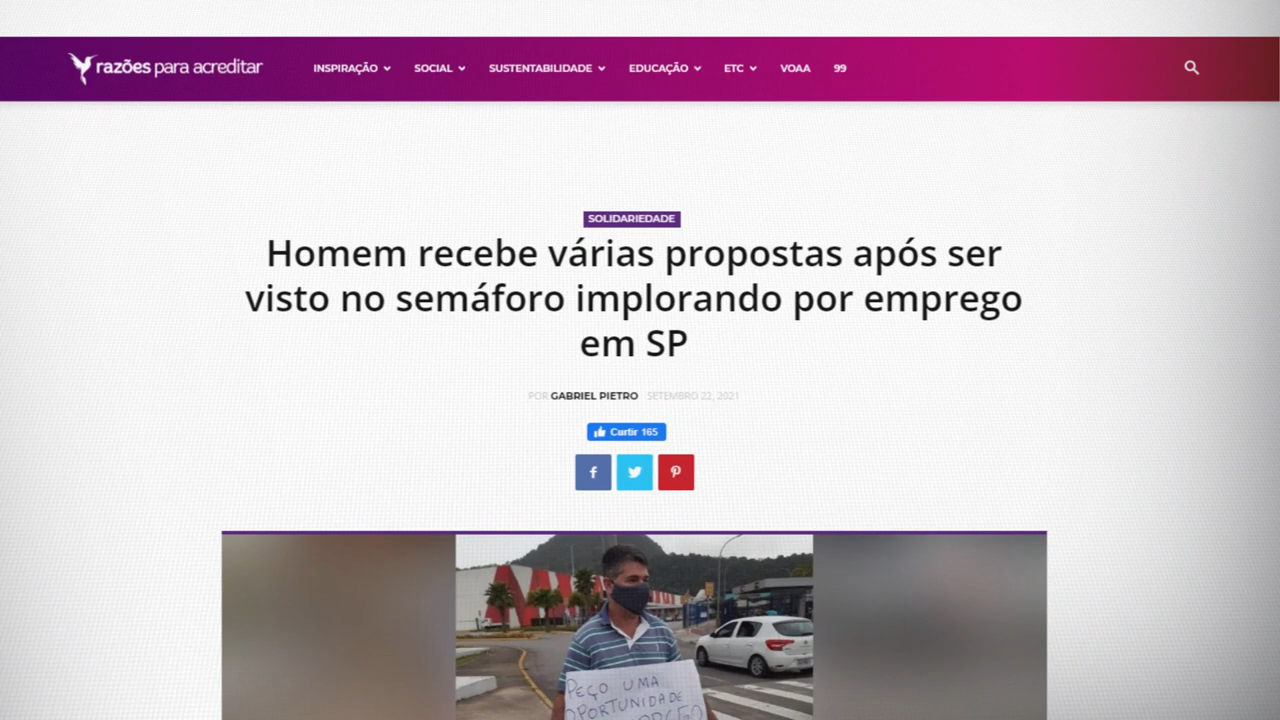 razões para acreditar
INSPIRAÇÃO SOCIAL SUSTENTABILIDADE EDUCAÇÃO ETC VOAA 99
SOLIDARIEDADE
Homem recebe várias propostas após ser
visto no semáforo implorando por emprego
em SP
POR GABRIEL PIETRO SETEMBRO 22, 2021
Curtir 165
PEÇO UMA
OPORTUNIDADE